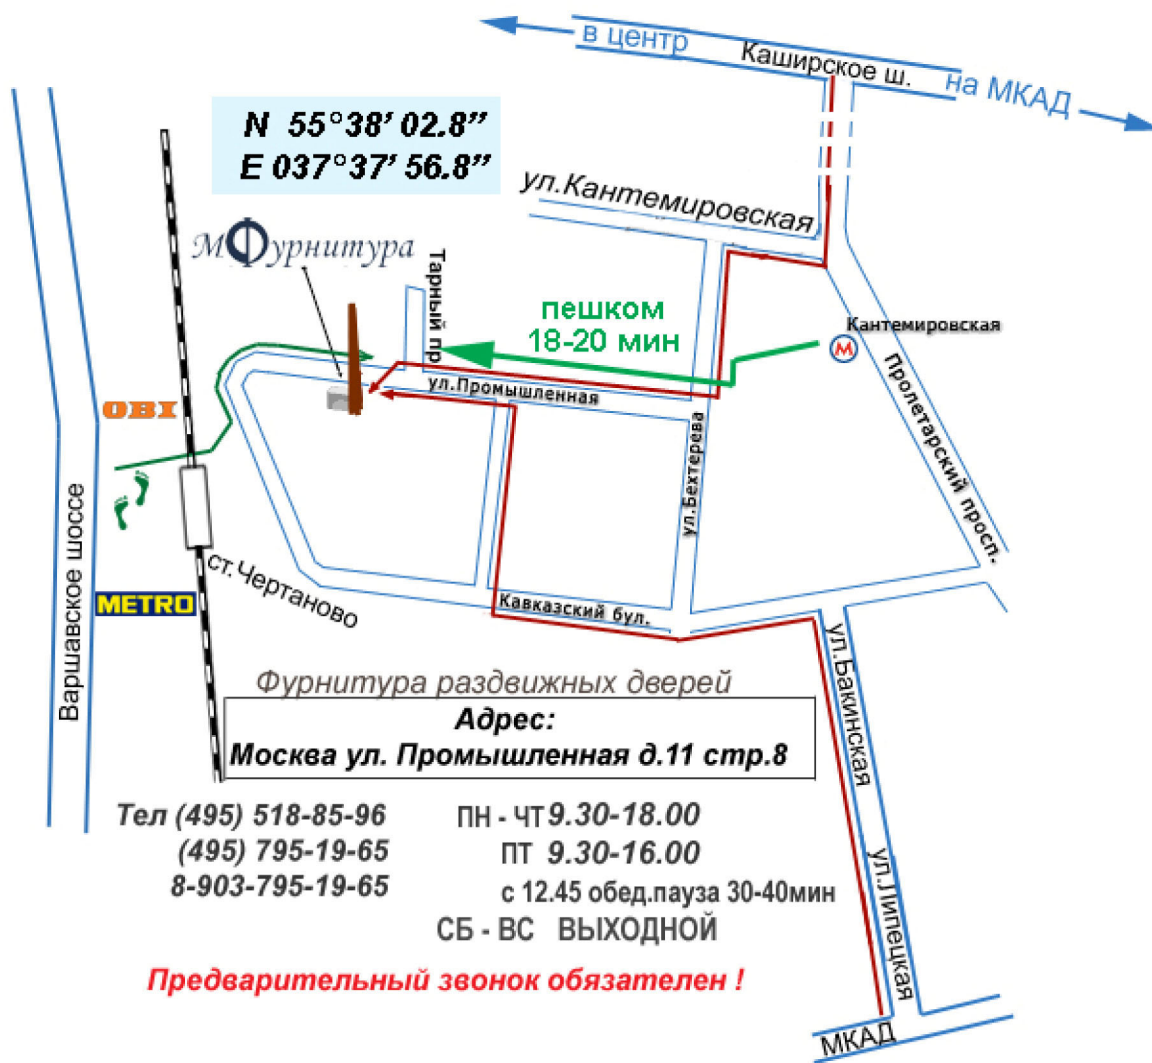 в центр
Каширское ш.
на МКАД
N 55°38' 02.8"
E 037°37' 56.8"
ул.Кантемировская
МФурнитура
Тарный пр
пешком
18-20 мин
Кантемировская
М
Пролетарский просп.
ул.Промышленная
OBI
ул.Бехтерева
Варшавское шоссе
METRO
ст.Чертаново
Кавказский бул.
ул.Бакинская
Фурнитура раздвижных дверей
Адрес:
Москва ул. Промышленная д.11 стр.8
Тел (495) 518-85-96
(495) 795-19-65
8-903-795-19-65
ПН - ЧТ 9.30-18.00
ПТ 9.30-16.00
с 12.45 обед.пауза 30-40мин
СБ - ВС ВЫХОДНОЙ
ул.Липецкая
Предварительный звонок обязателен !
МКАД